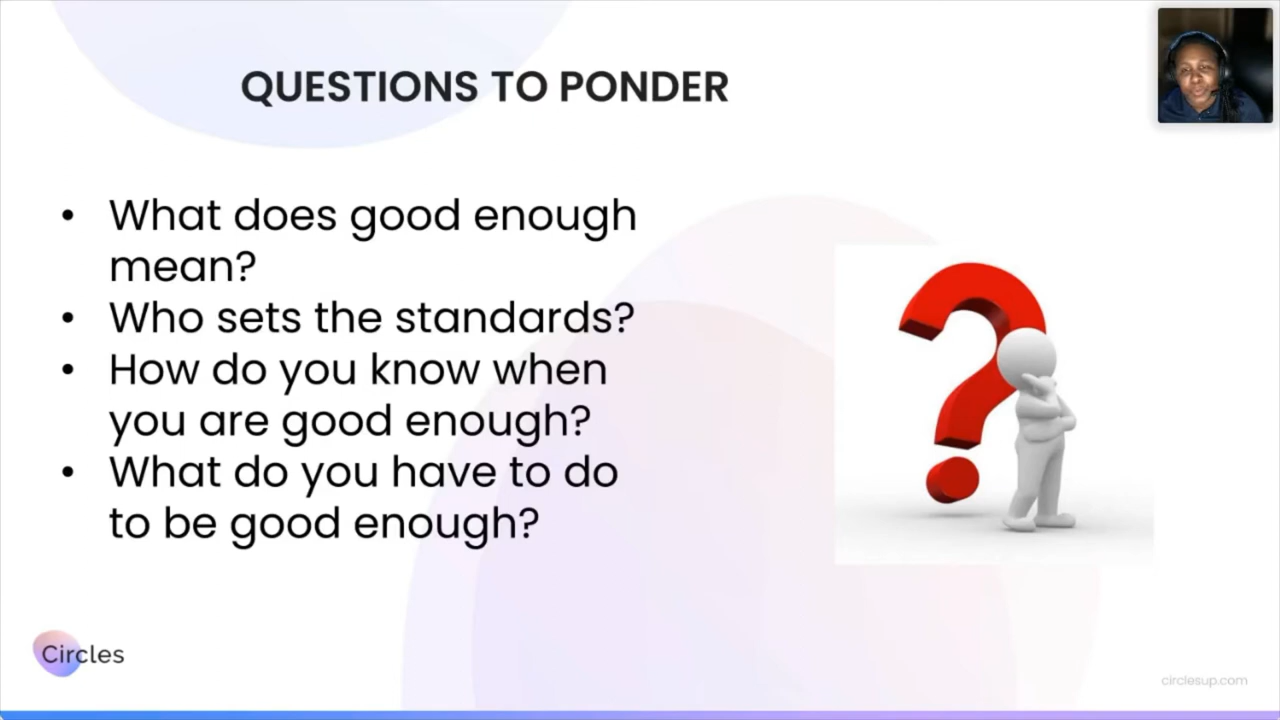 QUESTIONS TO PONDER
• What does good enough
mean?
• Who sets the standards?
• How do you know when
you are good enough?
• What do you have to do
to be good enough?
Circles
circlesup.com